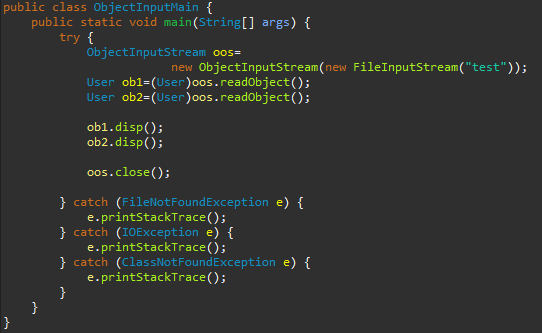 public class ObjectInputMain {
    public static void main(String[] args) {
        try {
            ObjectInputStream oos=
                        new ObjectInputStream(new FileInputStream("test"));
            User ob1=(User)oos.readObject();
            User ob2=(User)oos.readObject();

            ob1.disp();
            ob2.disp();

            oos.close();

        } catch (FileNotFoundException e) {
            e.printStackTrace();
        } catch (IOException e) {
            e.printStackTrace();
        } catch (ClassNotFoundException e) {
            e.printStackTrace();
        }
    }
}